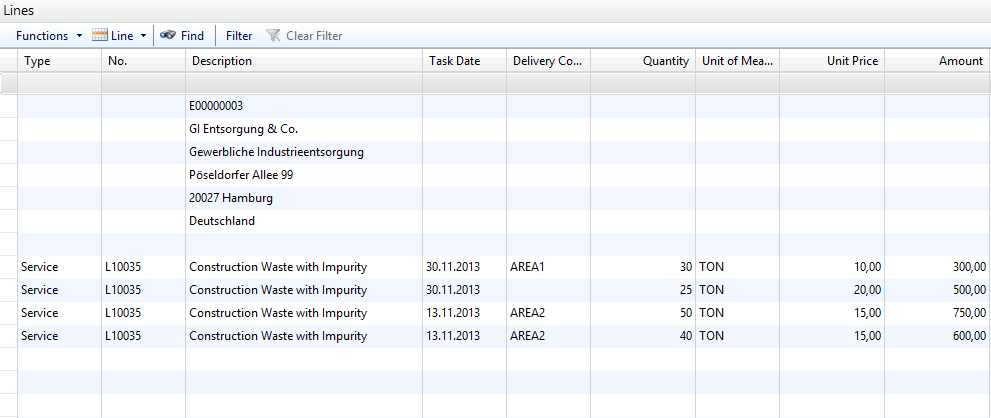 Lines
Functions Line Find Filter Clear Filter
Type No. Description Task Date Delivery Co... Quantity Unit of Mea... Unit Price Amount
E00000003
GI Entsorgung & Co.
Gewerbliche Industrieentsorgung
Pöseldorfer Allee 99
20027 Hamburg
Deutschland
Service L10035 Construction Waste with Impurity 30.11.2013 AREA1 30 TON 10,00 300,00
Service L10035 Construction Waste with Impurity 30.11.2013 25 TON 20,00 500,00
Service L10035 Construction Waste with Impurity 13.11.2013 AREA2 50 TON 15,00 750,00
Service L10035 Construction Waste with Impurity 13.11.2013 AREA2 40 TON 15,00 600,00